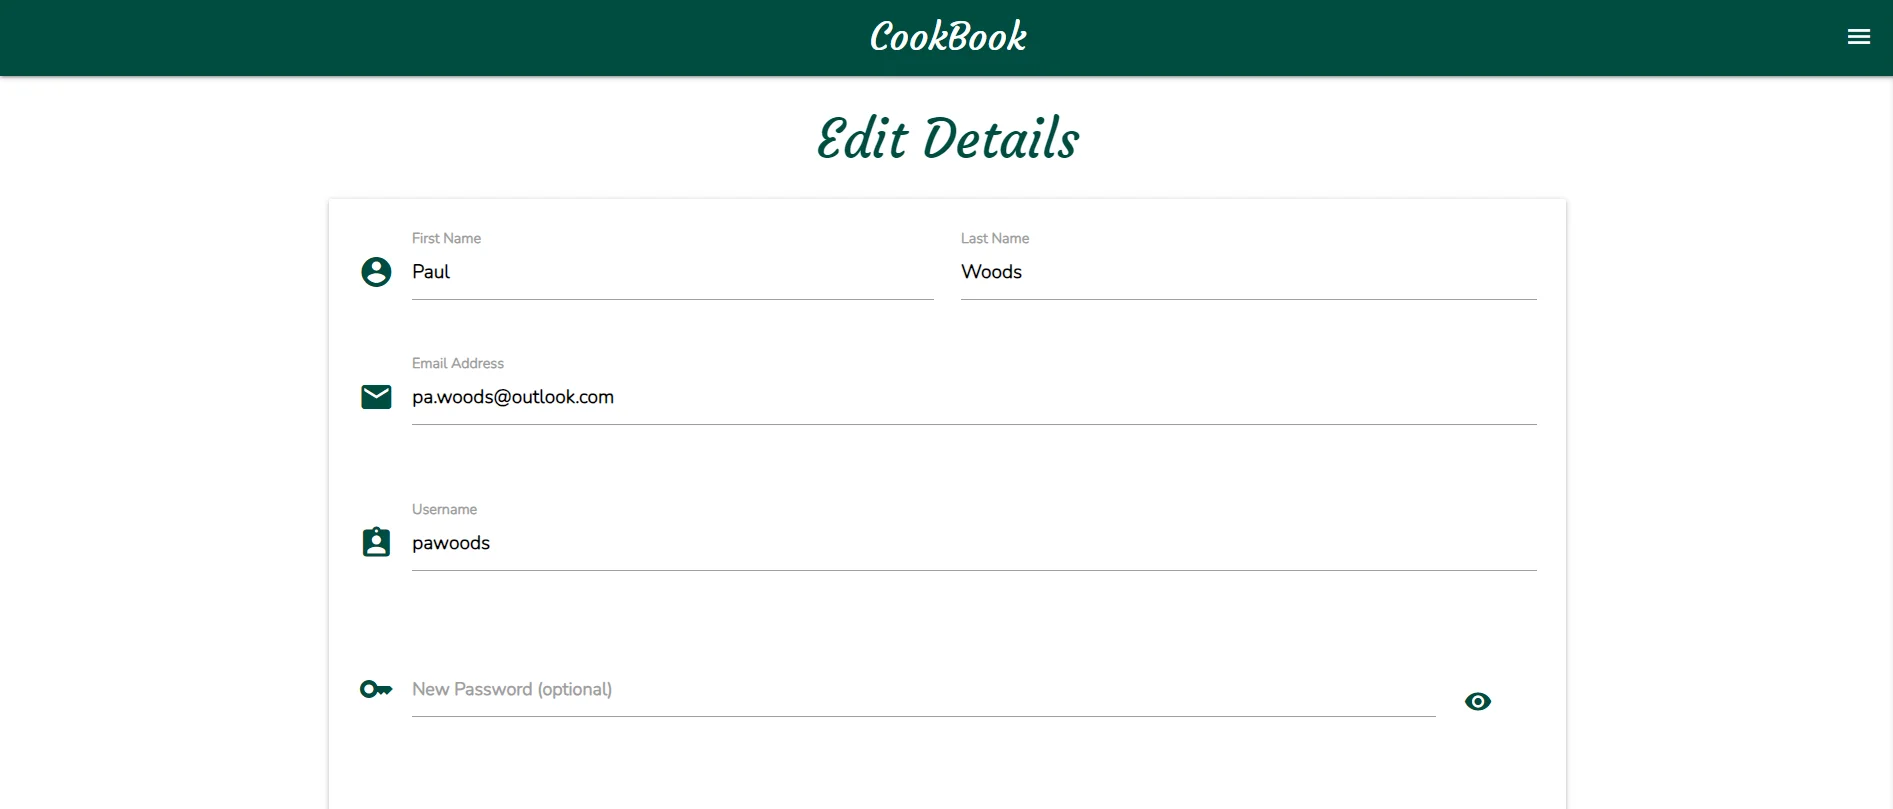 CookBook
Edit Details
First Name
Last Name
Paul
Woods
Email Address
pa.woods@outlook.com
Username
pawoods
New Password (optional)